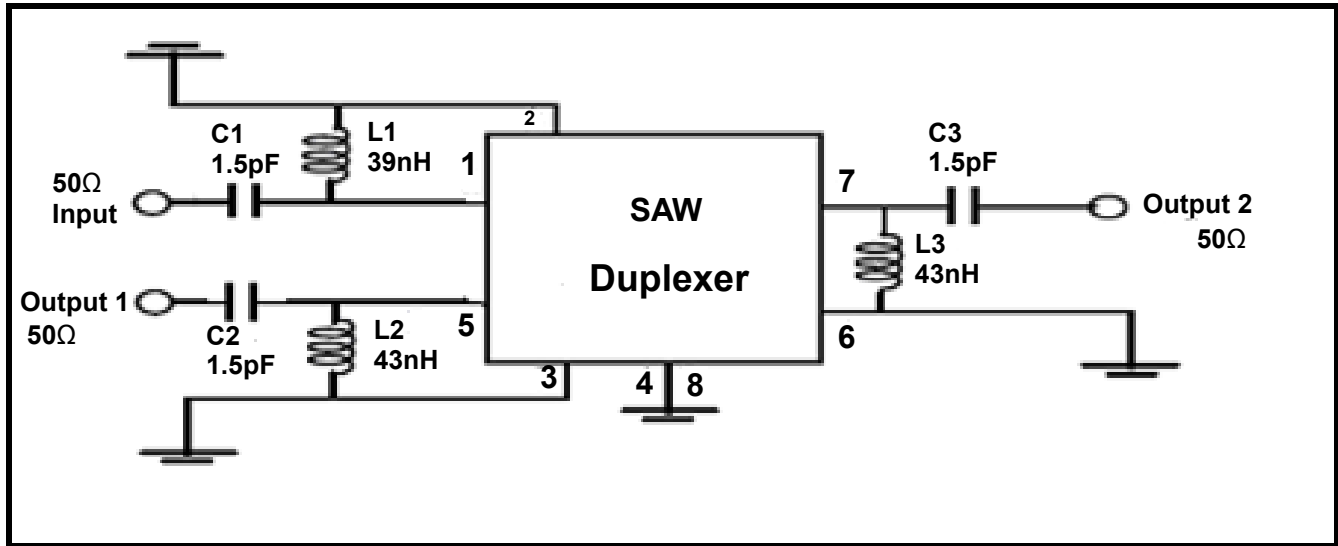 2
C1
1.5pF
L1
39nH
1
50Ω
Input
SAW
Duplexer
7
C3
1.5pF
Output 2
50Ω
L3
43nH
Output 1
50Ω
C2
1.5pF
L2
43nH
5
6
3
4
8